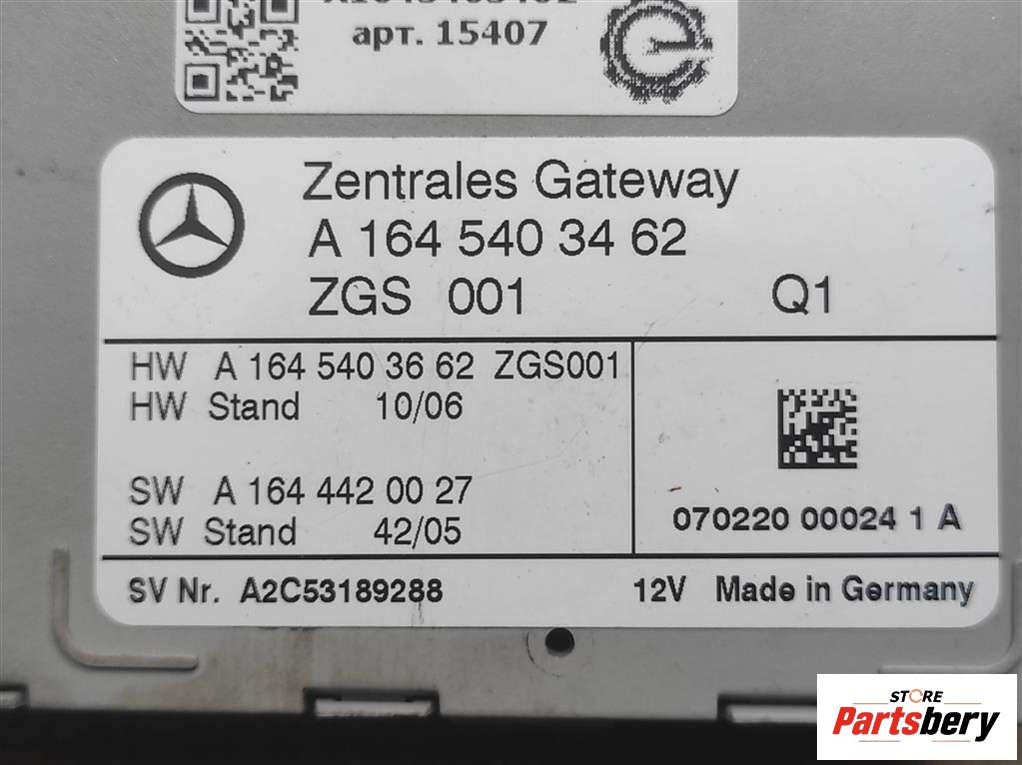 арт. 15407
Zentrales Gateway
A 164 540 34 62
ZGS 001 Q1
HW A 164 540 36 62 ZGS001
HW Stand 10/06
SW A 164 442 00 27
SW Stand 42/05
070220 00024 1 A
SV Nr. A2C53189288 12V Made in Germany
STORE
Partsbery